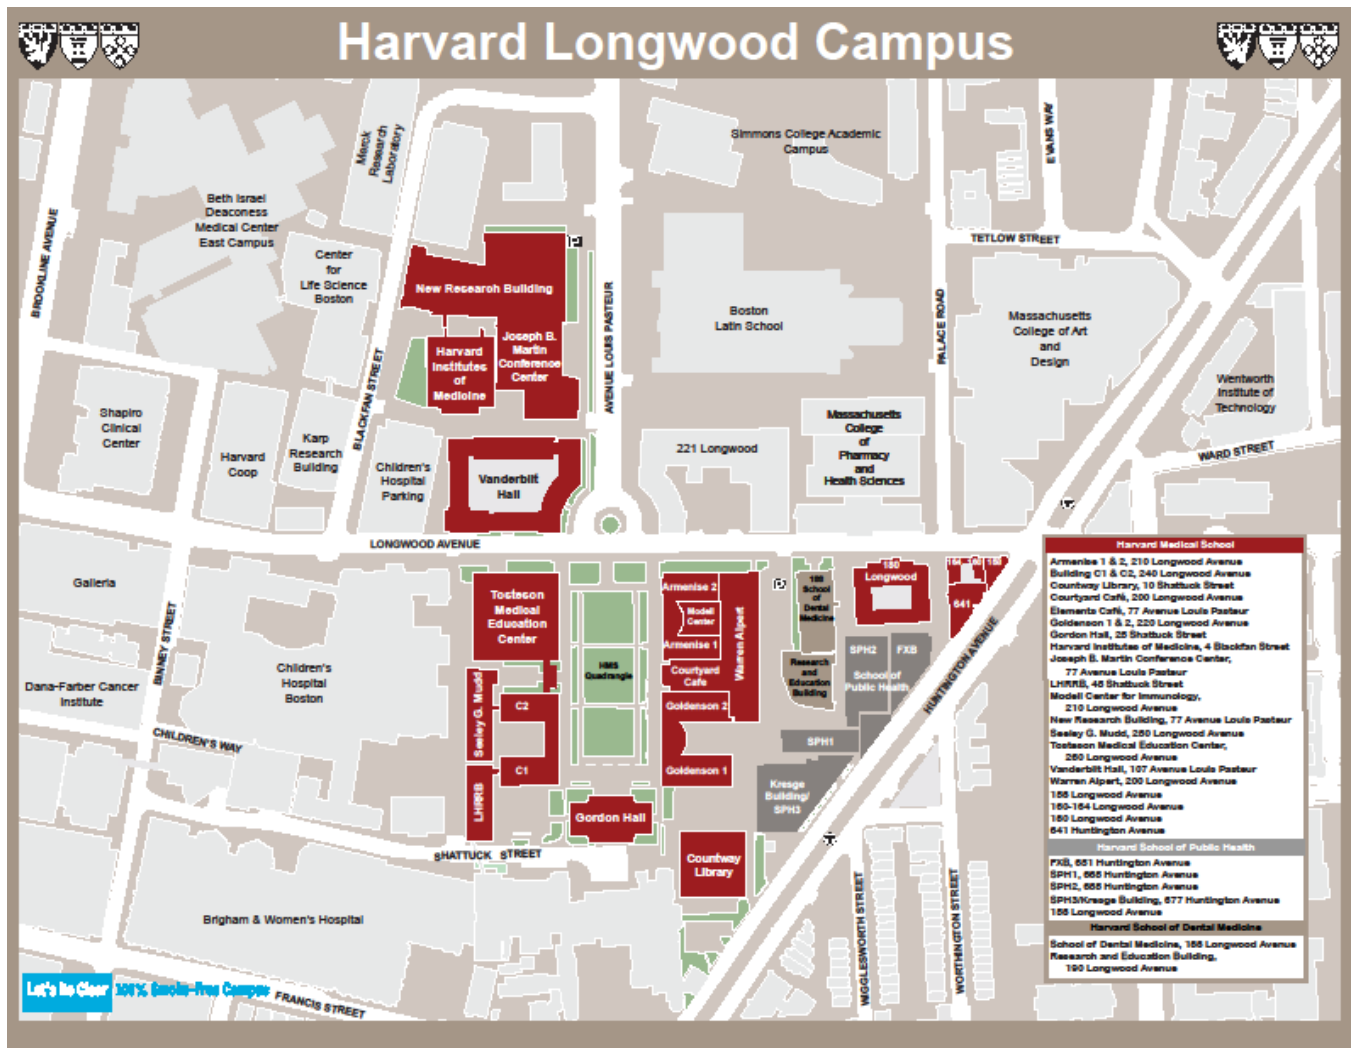 Harvard Longwood Campus
Merck
Research
Laboratory
Simmons College Academic
Campus
EVANS WAY
Beth Israel
Deaconess
Medical Center
East Campus
BROOKLINE AVENUE
Center
for
Life Science
Boston
TETLOW STREET
New Research Building
AVENUE LOUIS PASTEUR
Boston
Latin School
PALACE ROAD
Massachusetts
College of Art
and
Design
Joseph B.
Martin
Conference
Center
Harvard
Institutes
of
Medicine
BLACKFAN STREET
Wentworth
Institute of
Technology
Shapiro
Clinical
Center
Harvard
Coop
Karp
Research
Building
Children's
Hospital
Parking
Vanderbilt
Hall
221 Longwood
Massachusetts
College
of
Pharmacy
and
Health Sciences
WARD STREET
LONGWOOD AVENUE
Galleria
BINNEY STREET
Dana-Farber Cancer
Institute
CHILDREN'S WAY
Children's
Hospital
Boston
Tosteson
Medical
Education
Center
Seeley G. Mudd
C2
C1
LHRRB
HMS
Quadrangle
Armenise 2
Modell
Center
Armenise 1
Warren Alpert
Courtyard
Cafe
Goldenson 2
Goldenson 1
Gordon Hall
188
School
of
Dental
Medicine
Research
and
Education
Building
180
Longwood
641
HUNTINGTON AVENUE
SPH2
FXB
School of
Public Health
SPH1
Kresge
Building/
SPH3
SHATTUCK STREET
Countway
Library
Brigham & Women's Hospital
WIGGLESWORTH STREET
WORTHINGTON STREET
FRANCIS STREET
Let's Be Clear
100% Smoke-Free Campus
Harvard Medical School
Armenise 1 & 2, 210 Longwood Avenue
Building C1 & C2, 240 Longwood Avenue
Countway Library, 10 Shattuck Street
Courtyard Café, 200 Longwood Avenue
Elements Café, 77 Avenue Louis Pasteur
Goldenson 1 & 2, 220 Longwood Avenue
Gordon Hall, 25 Shattuck Street
Harvard Institutes of Medicine, 4 Blackfan Street
Joseph B. Martin Conference Center,
77 Avenue Louis Pasteur
LHRRB, 45 Shattuck Street
Modell Center for Immunology,
210 Longwood Avenue
New Research Building, 77 Avenue Louis Pasteur
Seeley G. Mudd, 250 Longwood Avenue
Tosteson Medical Education Center,
260 Longwood Avenue
Vanderbilt Hall, 107 Avenue Louis Pasteur
Warren Alpert, 200 Longwood Avenue
158 Longwood Avenue
160-164 Longwood Avenue
180 Longwood Avenue
641 Huntington Avenue
Harvard School of Public Health
FXB, 651 Huntington Avenue
SPH1, 665 Huntington Avenue
SPH2, 655 Huntington Avenue
SPH3/Kresge Building, 677 Huntington Avenue
158 Longwood Avenue
Harvard School of Dental Medicine
School of Dental Medicine, 188 Longwood Avenue
Research and Education Building,
190 Longwood Avenue